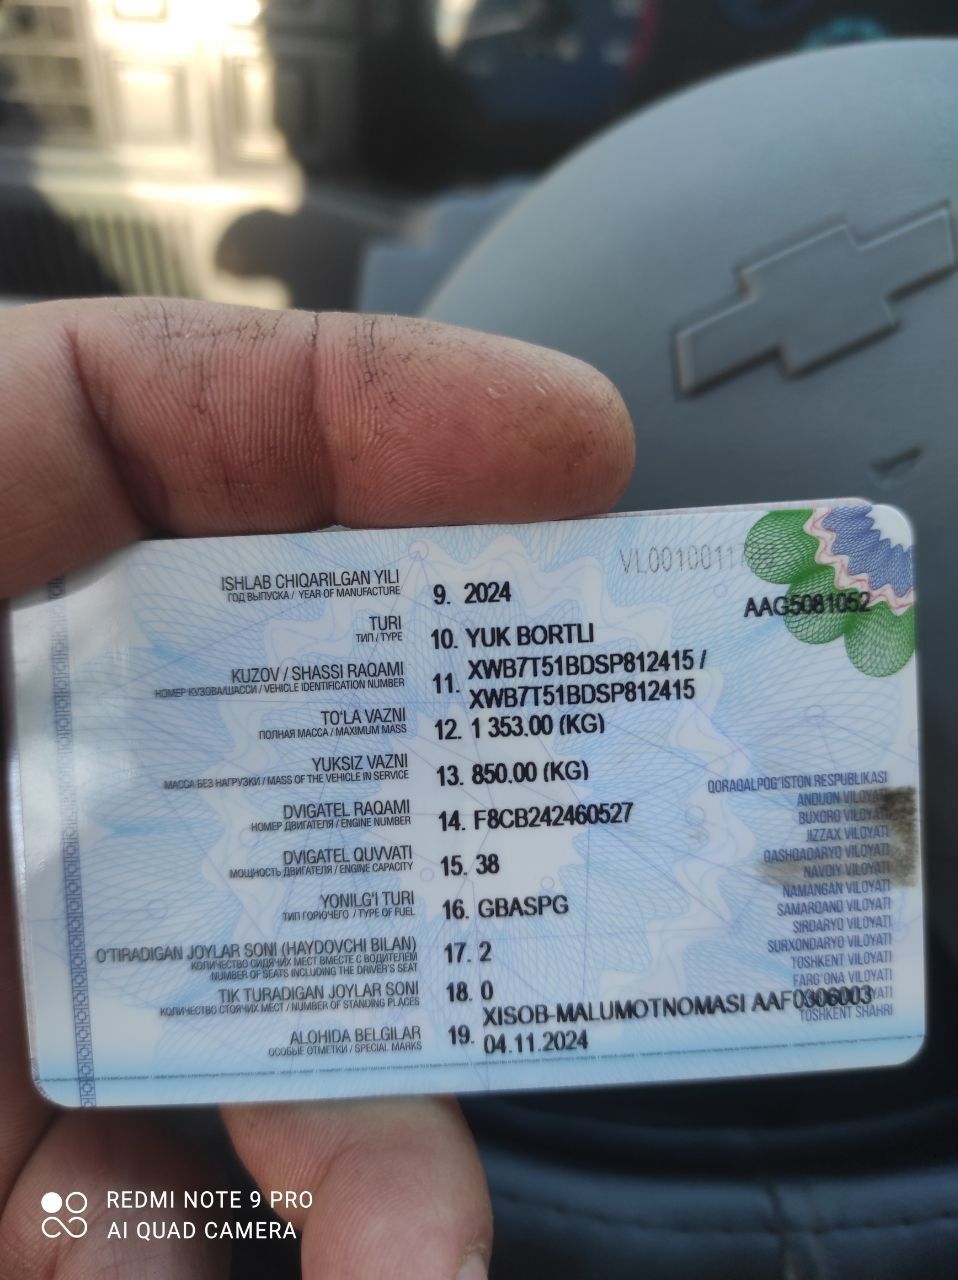 VL0010011
AAG5081052
ISHLAB CHIQARILGAN YILI
ГОД ВЫПУСКА / YEAR OF MANUFACTURE
9. 2024
TURI
ТИП / TYPE
10. YUK BORTLI
KUZOV / SHASSI RAQAMI
НОМЕР КУЗОВА/ШАССИ / VEHICLE IDENTIFICATION NUMBER
11. XWB7T51BDSP812415 /
XWB7T51BDSP812415
TO'LA VAZNI
ПОЛНАЯ МАССА / MAXIMUM MASS
12. 1 353.00 (KG)
YUKSIZ VAZNI
МАССА БЕЗ НАГРУЗКИ / MASS OF THE VEHICLE IN SERVICE
13. 850.00 (KG)
DVIGATEL RAQAMI
НОМЕР ДВИГАТЕЛЯ / ENGINE NUMBER
14. F8CB242460527
DVIGATEL QUVVATI
МОЩНОСТЬ ДВИГАТЕЛЯ / ENGINE CAPACITY
15. 38
YONILG'I TURI
ТИП ГОРЮЧЕГО / TYPE OF FUEL
16. GBASPG
O'TIRADIGAN JOYLAR SONI (HAYDOVCHI BILAN)
КОЛИЧЕСТВО СИДЯЧИХ МЕСТ ВМЕСТЕ С ВОДИТЕЛЕМ
NUMBER OF SEATS INCLUDING THE DRIVER'S SEAT
17. 2
TIK TURADIGAN JOYLAR SONI
КОЛИЧЕСТВО СТОЯЧИХ МЕСТ / NUMBER OF STANDING PLACES
18. 0
ALOHIDA BELGILAR
ОСОБЫЕ ОТМЕТКИ / SPECIAL MARKS
19. XISOB-MALUMOTNOMASI AAF0306003
04.11.2024
QORAQALPOG'ISTON RESPUBLIKASI
ANDIJON VILOYATI
BUXORO VILOYATI
JIZZAX VILOYATI
QASHQADARYO VILOYATI
NAVOIY VILOYATI
NAMANGAN VILOYATI
SAMARQAND VILOYATI
SIRDARYO VILOYATI
SURXONDARYO VILOYATI
TOSHKENT VILOYATI
FARG'ONA VILOYATI
TOSHKENT SHAHRI
REDMI NOTE 9 PRO
AI QUAD CAMERA